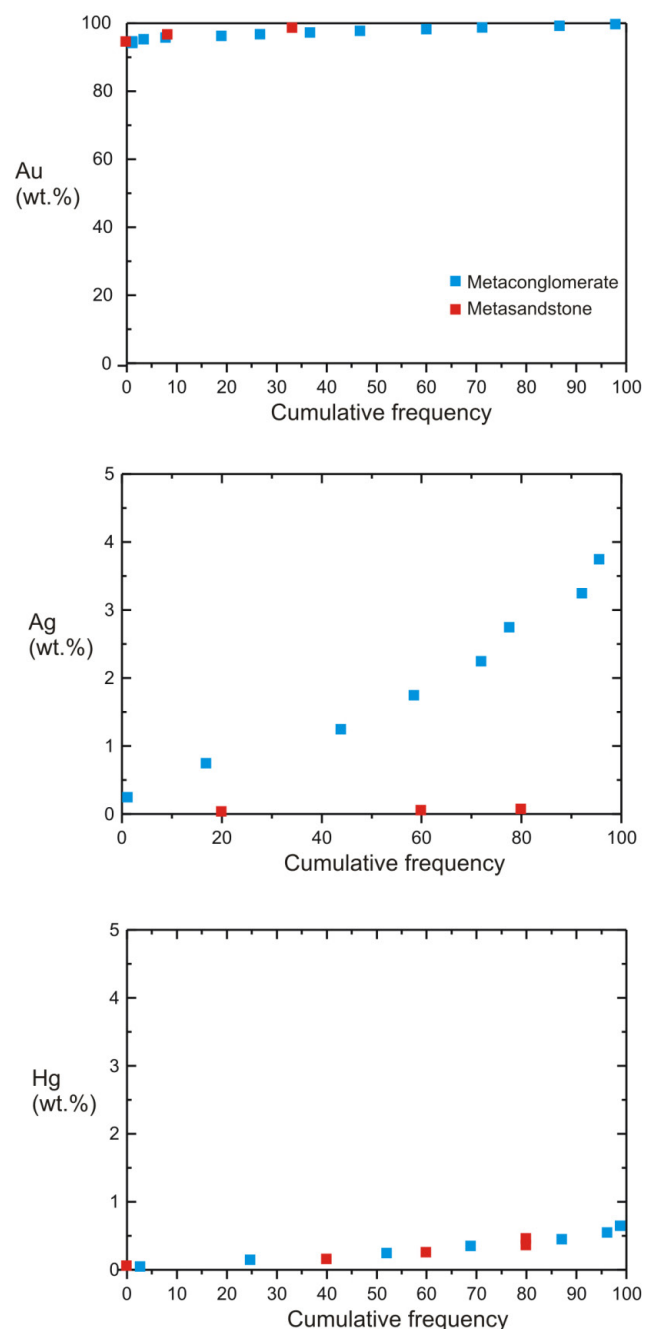 100
80
Au
(wt.%)
60
40
Metaconglomerate
20
Metasandstone
0
0 10 20 30 40 50 60 70 80 90 100
Cumulative frequency
5
4
Ag
(wt.%)
3
2
1
0
0 20 40 60 80 100
Cumulative frequency
5
4
Hg
(wt.%)
3
2
1
0
0 10 20 30 40 50 60 70 80 90 100
Cumulative frequency